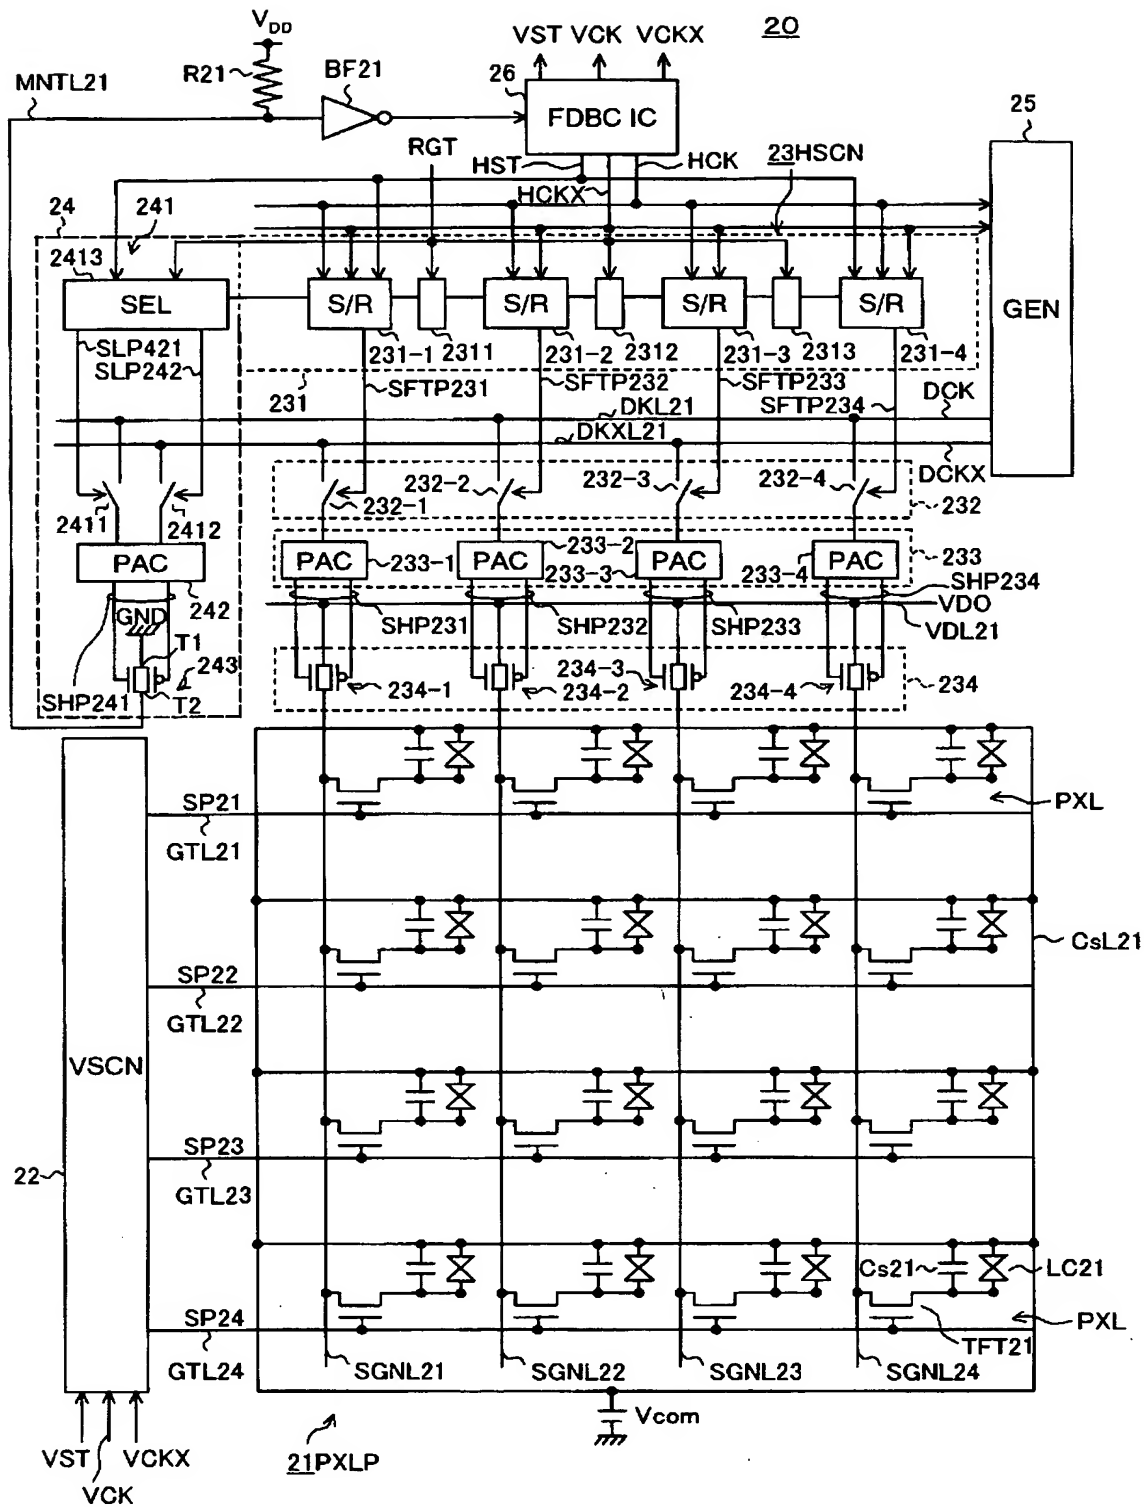 20
VDD
VST VCK VCKX
R21
BF21
26
MNTL21
FDBC IC
25
RGT
HST
HCK
23HSCN
HCKX
24
241
2413
SEL
S/R
S/R
S/R
S/R
GEN
SLP421
231-1
2311
231-2
2312
231-3
2313
231-4
SLP242
231
SFTP231
SFTP232
SFTP233
SFTP234
DCK
DKL21
DKXL21
DCKX
232-1
232-2
232-3
232-4
232
2411
2412
PAC
PAC
PAC
PAC
PAC
233-1
233-2
233-3
233-4
233
242
GND
SHP234
SHP231
SHP232
SHP233
VDO
VDL21
T1
243
SHP241
T2
234-1
234-2
234-3
234-4
234
SP21
PXL
GTL21
CsL21
SP22
GTL22
VSCN
SP23
22
GTL23
Cs21
LC21
SP24
PXL
TFT21
GTL24
SGNL21
SGNL22
SGNL23
SGNL24
Vcom
VST
VCKX
21PXLP
VCK